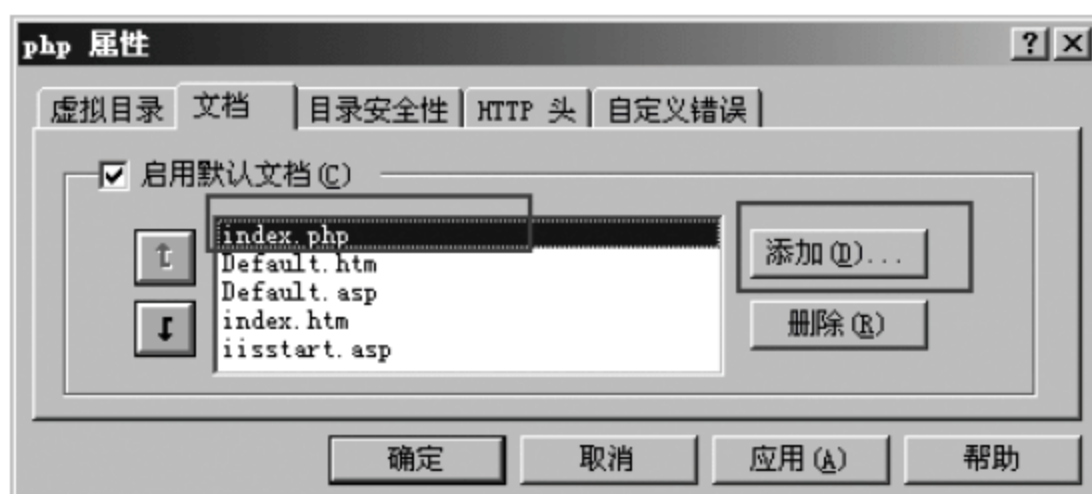 php 属性
虚拟目录 文档 目录安全性 HTTP 头 自定义错误
启用默认文档(C)
index.php
Default.htm
Default.asp
index.htm
iisstart.asp
添加(D)...
删除(R)
确定 取消 应用(A) 帮助